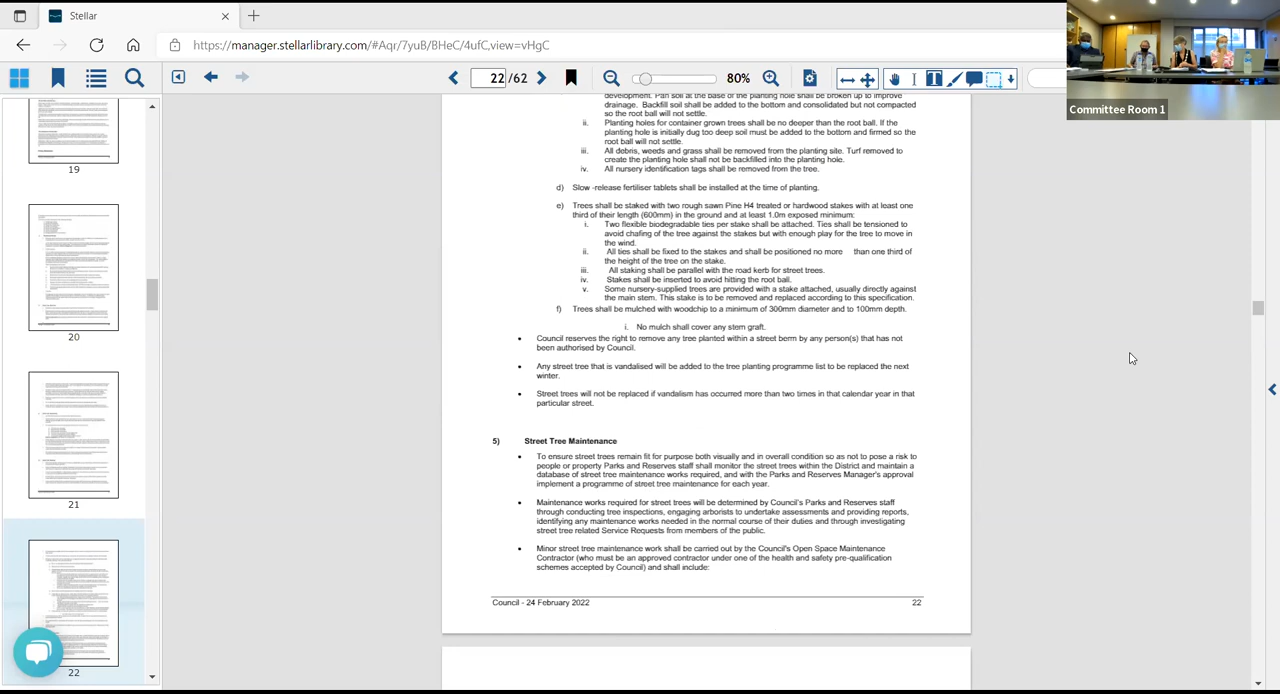 Stellar
https://manager.stellarlibrary.com/#Aqr/7yuB/BHeC/4ufC,view=vHgC
22 /62
80%
Committee Room 1
19
20
21
22
development. Pan soil at the base of the planting hole shall be broken up to improve
drainage. Backfill soil shall be added to the bottom and consolidated but not compacted
so the root ball will not settle.
ii. Planting holes for container grown trees shall be no deeper than the root ball. If the
planting hole is initially dug too deep soil must be added to the bottom and firmed so the
root ball will not settle.
iii. All debris, weeds and grass shall be removed from the planting site. Turf removed to
create the planting hole shall not be backfilled into the planting hole.
iv. All nursery identification tags shall be removed from the tree.
d) Slow -release fertiliser tablets shall be installed at the time of planting.
e) Trees shall be staked with two rough sawn Pine H4 treated or hardwood stakes with at least one
third of their length (600mm) in the ground and at least 1.0m exposed minimum:
i. Two flexible biodegradable ties per stake shall be attached. Ties shall be tensioned to
avoid chafing of the tree against the stakes but with enough play for the tree to move in
the wind.
ii. All ties shall be fixed to the stakes and shall be positioned no more than one third of
the height of the tree on the stake.
iii. All staking shall be parallel with the road kerb for street trees.
iv. Stakes shall be inserted to avoid hitting the root ball.
v. Some nursery-supplied trees are provided with a stake attached, usually directly against
the main stem. This stake is to be removed and replaced according to this specification.
f) Trees shall be mulched with woodchip to a minimum of 300mm diameter and to 100mm depth.
i. No mulch shall cover any stem graft.
• Council reserves the right to remove any tree planted within a street berm by any person(s) that has not
been authorised by Council.
• Any street tree that is vandalised will be added to the tree planting programme list to be replaced the next
winter.
• Street trees will not be replaced if vandalism has occurred more than two times in that calendar year in that
particular street.
5) Street Tree Maintenance
• To ensure street trees remain fit for purpose both visually and in overall condition so as not to pose a risk to
people or property Parks and Reserves staff shall monitor the street trees within the District and maintain a
database of street tree maintenance works required, and with the Parks and Reserves Manager's approval
implement a programme of street tree maintenance for each year.
• Maintenance works required for street trees will be determined by Council's Parks and Reserves staff
through conducting tree inspections, engaging arborists to undertake assessments and providing reports,
identifying any maintenance works needed in the normal course of their duties and through investigating
street tree related Service Requests from members of the public.
• Minor street tree maintenance work shall be carried out by the Council's Open Space Maintenance
Contractor (who must be an approved contractor under one of the health and safety pre-qualification
schemes accepted by Council) and shall include:
Council - 24 February 2022 22